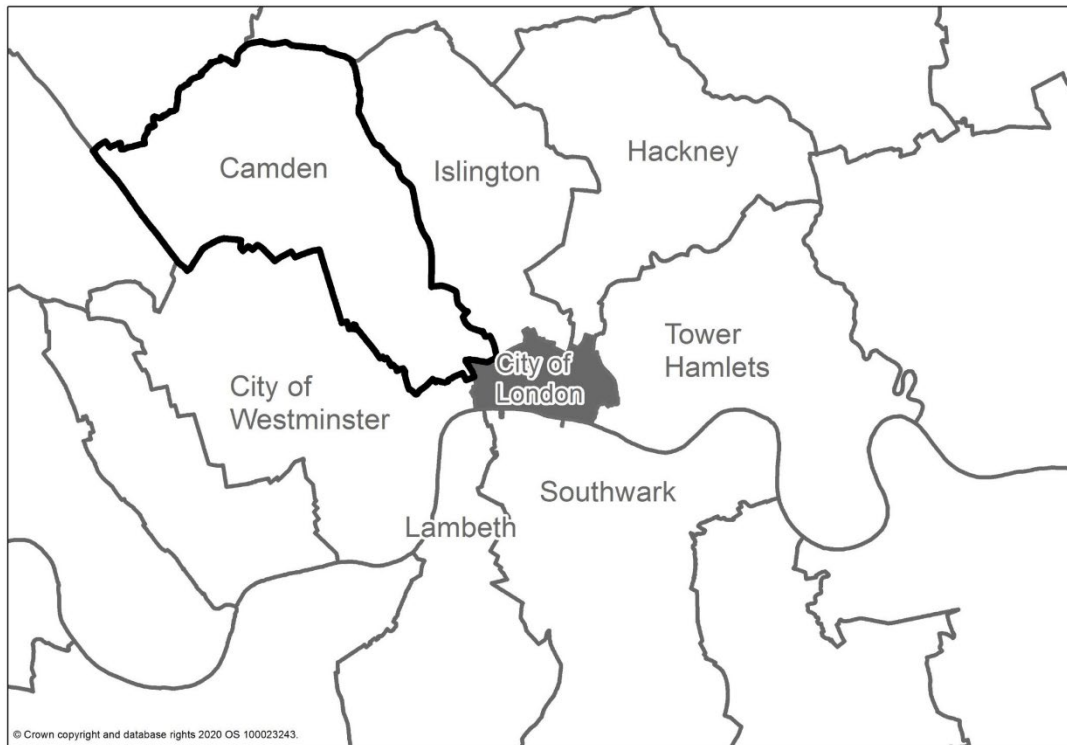 Camden
Islington
Hackney
City of
Westminster
City of
London
Tower
Hamlets
Lambeth
Southwark
© Crown copyright and database rights 2020 OS 100023243.